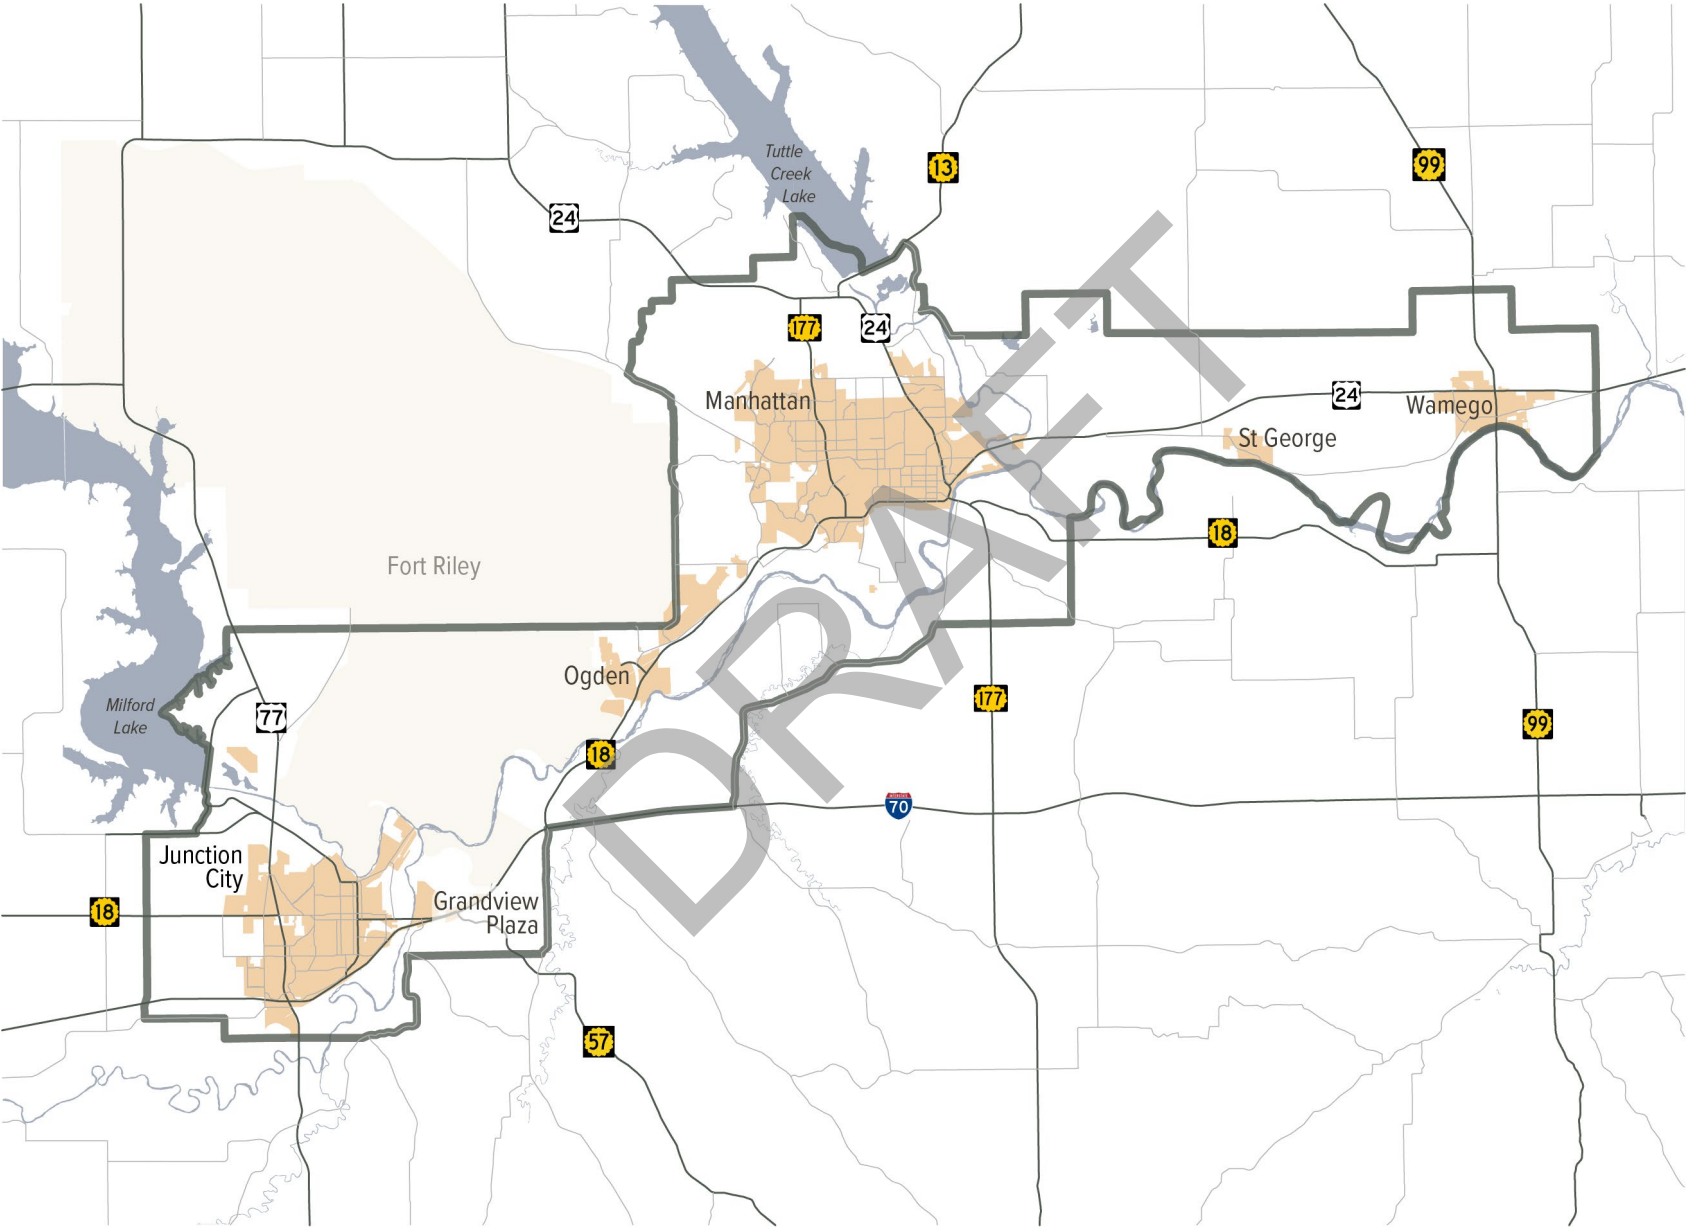 Tuttle
Creek
Lake
13
99
24
177
24
Manhattan
24
Wamego
St George
18
Fort Riley
Ogden
Milford
Lake
77
177
99
18
INTERSTATE
70
Junction
City
18
Grandview
Plaza
57
DRAFT